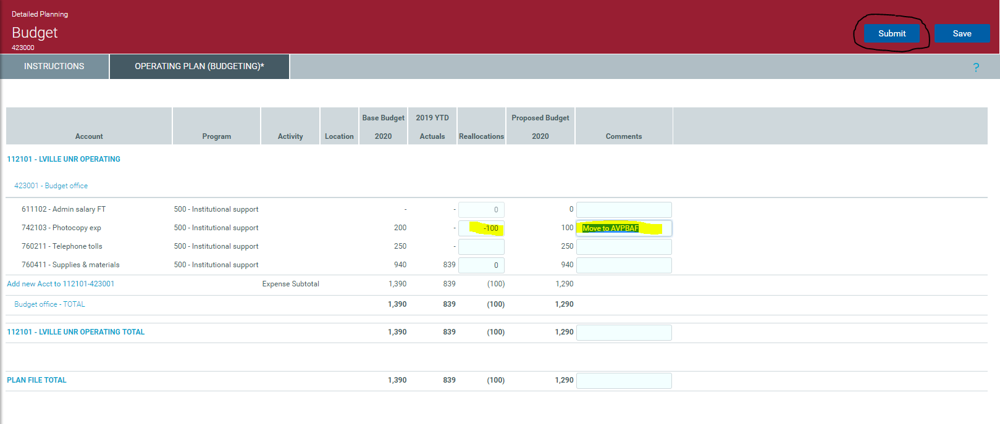 Detailed Planning
Budget
423000
Submit Save
INSTRUCTIONS OPERATING PLAN (BUDGETING)* ?
Base Budget 2019 YTD Proposed Budget
Account Program Activity Location 2020 Actuals Reallocations 2020 Comments
112101 - LVILLE UNR OPERATING
423001 - Budget office
611102 - Admin salary FT 500 - Institutional support - - 0 0
742103 - Photocopy exp 500 - Institutional support 200 - -100 100 Move to AVPBAF
760211 - Telephone tolls 500 - Institutional support 250 - 250
760411 - Supplies & materials 500 - Institutional support 940 839 0 940
Add new Acct to 112101-423001 Expense Subtotal 1,390 839 (100) 1,290
Budget office - TOTAL 1,390 839 (100) 1,290
112101 - LVILLE UNR OPERATING TOTAL 1,390 839 (100) 1,290
PLAN FILE TOTAL 1,390 839 (100) 1,290